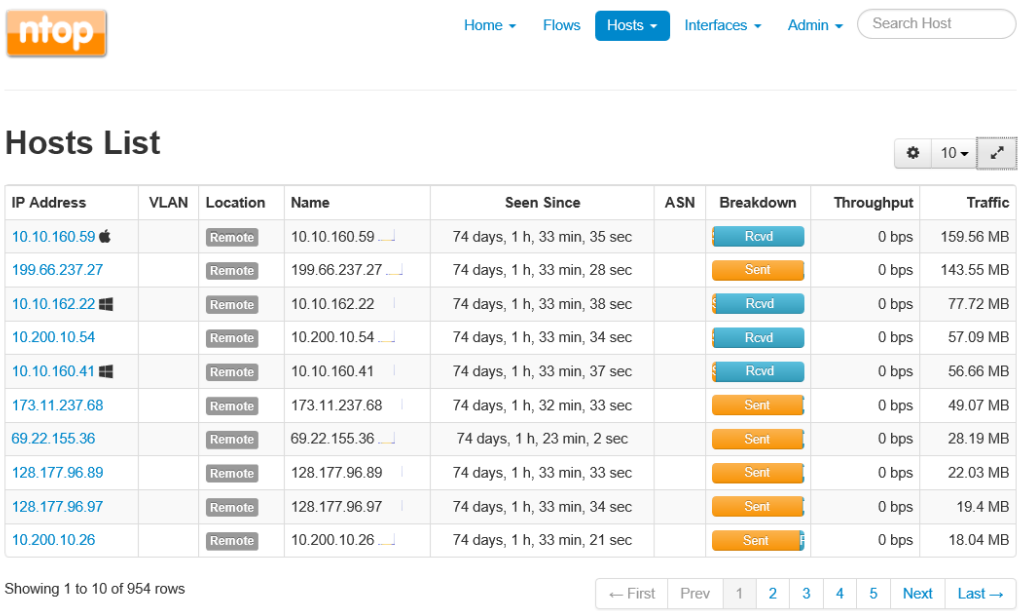 ntop Home Flows Hosts Interfaces Admin Search Host
Hosts List
10
IP Address VLAN Location Name Seen Since ASN Breakdown Throughput Traffic
10.10.160.59 Remote 10.10.160.59 74 days, 1 h, 33 min, 35 sec Rcvd 0 bps 159.56 MB
199.66.237.27 Remote 199.66.237.27 74 days, 1 h, 33 min, 28 sec Sent 0 bps 143.55 MB
10.10.162.22 Remote 10.10.162.22 74 days, 1 h, 33 min, 38 sec Rcvd 0 bps 77.72 MB
10.200.10.54 Remote 10.200.10.54 74 days, 1 h, 33 min, 34 sec Rcvd 0 bps 57.09 MB
10.10.160.41 Remote 10.10.160.41 74 days, 1 h, 33 min, 37 sec Rcvd 0 bps 56.66 MB
173.11.237.68 Remote 173.11.237.68 74 days, 1 h, 32 min, 33 sec Sent 0 bps 49.07 MB
69.22.155.36 Remote 69.22.155.36 74 days, 1 h, 23 min, 2 sec Sent 0 bps 28.19 MB
128.177.96.89 Remote 128.177.96.89 74 days, 1 h, 33 min, 33 sec Sent 0 bps 22.03 MB
128.177.96.97 Remote 128.177.96.97 74 days, 1 h, 33 min, 34 sec Sent 0 bps 19.4 MB
10.200.10.26 Remote 10.200.10.26 74 days, 1 h, 33 min, 21 sec Sent 0 bps 18.04 MB
Showing 1 to 10 of 954 rows ← First Prev 1 2 3 4 5 Next Last →